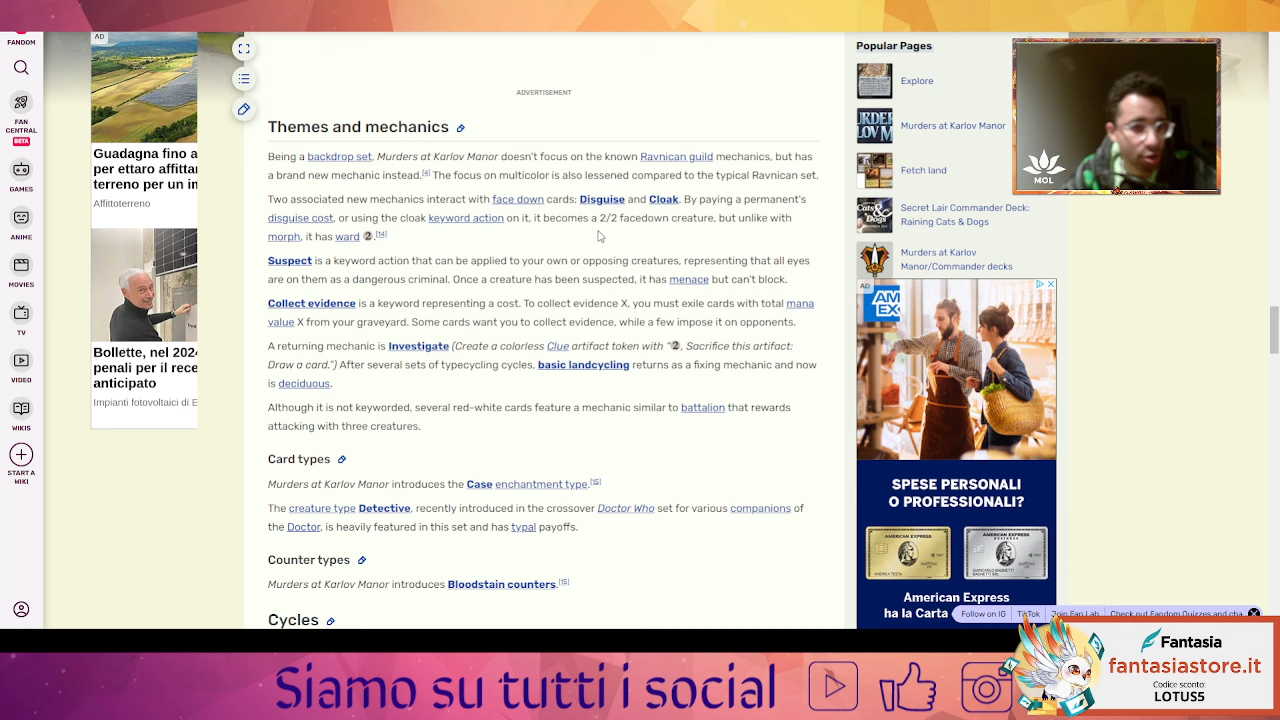 FANDOM
FAN
CENTRAL
BETA
GAMES
ANIME
MOVIES
TV
VIDEO
WIKIS
START A
WIKI
AD
Guadagna fino a
per ettaro affittar
terreno per un in
Affittoterreno
Bollette, nel 2024
penali per il rece
anticipato
Impianti fotovoltaici di E
ADVERTISEMENT
Themes and mechanics
Being a backdrop set, Murders at Karlov Manor doesn't focus on the known Ravnican guild mechanics, but has
a brand new mechanic instead.[4] The focus on multicolor is also lessened compared to the typical Ravnican set.
Two associated new mechanics interact with face down cards: Disguise and Cloak. By paying a permanent's
disguise cost, or using the cloak keyword action on it, it becomes a 2/2 facedown creature, but unlike with
morph, it has ward 2.[14]
Suspect is a keyword action that can be applied to your own or opposing creatures, representing that all eyes
are on them as a dangerous criminal. Once a creature has been suspected, it has menace but can't block.
Collect evidence is a keyword representing a cost. To collect evidence X, you must exile cards with total mana
value X from your graveyard. Some cards want you to collect evidence, while a few impose it on opponents.
A returning mechanic is Investigate (Create a colorless Clue artifact token with "2, Sacrifice this artifact:
Draw a card.") After several sets of typecycling cycles, basic landcycling returns as a fixing mechanic and now
is deciduous.
Although it is not keyworded, several red-white cards feature a mechanic similar to battalion that rewards
attacking with three creatures.
Card types
Murders at Karlov Manor introduces the Case enchantment type.[15]
The creature type Detective, recently introduced in the crossover Doctor Who set for various companions of
the Doctor, is heavily featured in this set and has typal payoffs.
Counter types
Murders at Karlov Manor introduces Bloodstain counters.[15]
Cycles
Popular Pages
Explore
Murders at Karlov Manor
Fetch land
Secret Lair Commander Deck:
Raining Cats & Dogs
Murders at Karlov
Manor/Commander decks
MOL
AD
AM
EX
SPESE PERSONALI
O PROFESSIONALI?
AMERICAN EXPRESS
ANDREA TESTA
AMERICAN EXPRESS
American Express
ha la Carta
Follow on IG
TikTok
Join Fan Lab
Check out Fandom Quizzes and cha
Siamo su tutti i social
Fantasia
fantasiastore.it
Codice sconto:
LOTUS5